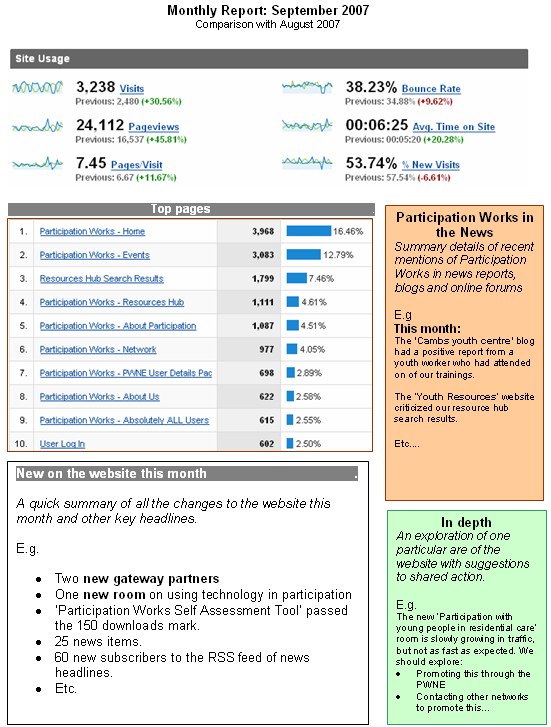 Monthly Report: September 2007
Comparison with August 2007
Site Usage
3,238 Visits
Previous: 2,480 (+30.56%)
38.23% Bounce Rate
Previous: 34.88% (+9.62%)
24,112 Pageviews
Previous: 16,537 (+45.81%)
00:06:25 Avg. Time on Site
Previous: 00:05:20 (+20.28%)
7.45 Pages/Visit
Previous: 6.67 (+11.67%)
53.74% % New Visits
Previous: 57.54% (-6.61%)
Top pages .
1. Participation Works - Home 3,968 16.46%
2. Participation Works - Events 3,083 12.79%
3. Resources Hub Search Results 1,799 7.46%
4. Participation Works - Resources Hub 1,111 4.61%
5. Participation Works - About Participation 1,087 4.51%
6. Participation Works - Network 977 4.05%
7. Participation Works - PWNE User Details Pac 698 2.89%
8. Participation Works - About Us 622 2.58%
9. Participation Works - Absolutely ALL Users 615 2.55%
10. User Log In 602 2.50%
Participation Works in
the News
Summary details of recent
mentions of Participation
Works in news reports,
blogs and online forums
E.g
This month:
The 'Cambs youth centre' blog
had a positive report from a
youth worker who had attended
on of our trainings.
The 'Youth Resources' website
criticized our resource hub
search results.
Etc....
New on the website this month .
A quick summary of all the changes to the website this
month and other key headlines.
E.g.
• Two new gateway partners
• One new room on using technology in participation
• 'Participation Works Self Assessment Tool' passed
the 150 downloads mark.
• 25 news items.
• 60 new subscribers to the RSS feed of news
headlines.
• Etc.
In depth
An exploration of one
particular are of the
website with suggestions
to shared action.
E.g.
The new 'Participation with
young people in residential care'
room is slowly growing in traffic,
but not as fast as expected. We
should explore:
• Promoting this through the
PWNE
• Contacting other networks
to promote this...